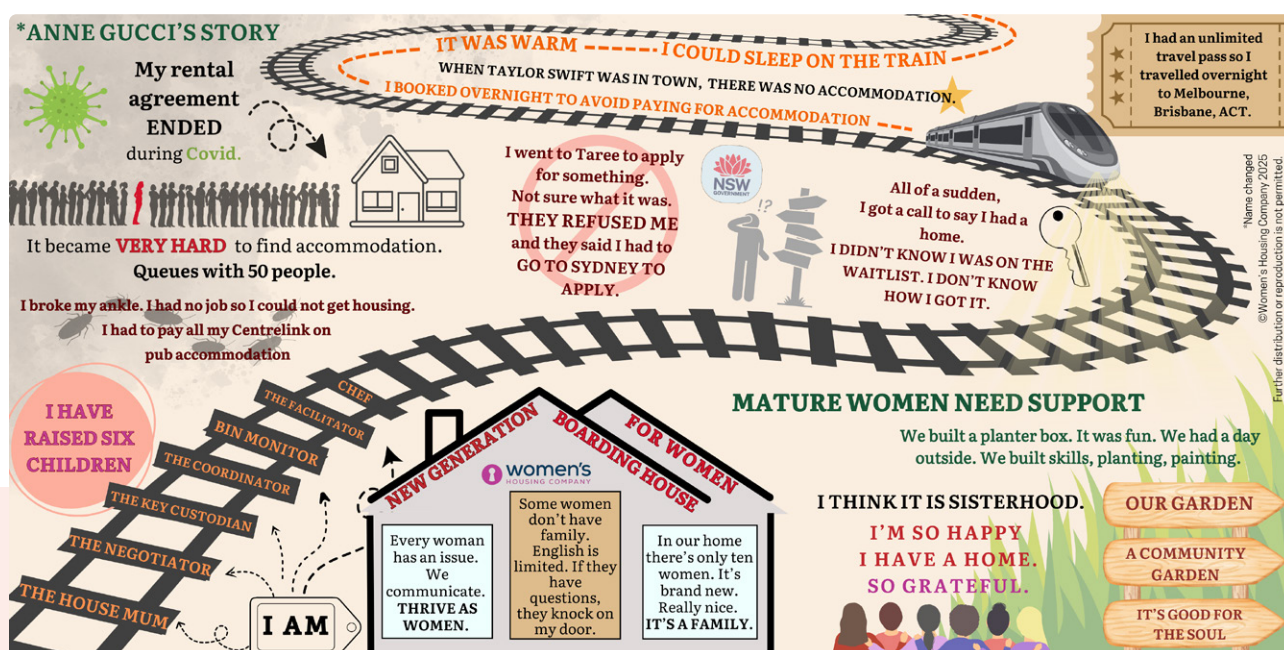 *ANNE GUCCI'S STORY
My rental
agreement
ENDED
during Covid.
IT WAS WARM
I COULD SLEEP ON THE TRAIN
WHEN TAYLOR SWIFT WAS IN TOWN, THERE WAS NO ACCOMMODATION.
I BOOKED OVERNIGHT TO AVOID PAYING FOR ACCOMMODATION
I had an unlimited
travel pass so I
travelled overnight
to Melbourne,
Brisbane, ACT.
It became VERY HARD to find accommodation.
Queues with 50 people.
I broke my ankle. I had no job so I could not get housing.
I had to pay all my Centrelink on
pub accommodation
I went to Taree to apply
for something.
Not sure what it was.
THEY REFUSED ME
and they said I had to
GO TO SYDNEY TO
APPLY.
NSW
GOVERNMENT
!?
All of a sudden,
I got a call to say I had a
home.
I DIDN'T KNOW I WAS ON THE
WAITLIST. I DON'T KNOW
HOW I GOT IT.
*Name changed
©Women's Housing Company 2025
Further distribution or reproduction is not permitted.
I HAVE
RAISED SIX
CHILDREN
CHEF
THE FACILITATOR
BIN MONITOR
THE COORDINATOR
THE KEY CUSTODIAN
THE NEGOTIATOR
THE HOUSE MUM
I AM
NEW GENERATION
BOARDING HOUSE
FOR WOMEN
women's
HOUSING COMPANY
Every woman
has an issue.
We
communicate.
THRIVE AS
WOMEN.
Some women
don't have
family.
English is
limited. If they
have
questions,
they knock on
my door.
In our home
there's only ten
women. It's
brand new.
Really nice.
IT'S A FAMILY.
MATURE WOMEN NEED SUPPORT
We built a planter box. It was fun. We had a day
outside. We built skills, planting, painting.
I THINK IT IS SISTERHOOD.
I'M SO HAPPY
I HAVE A HOME.
SO GRATEFUL.
OUR GARDEN
A COMMUNITY
GARDEN
IT'S GOOD FOR
THE SOUL